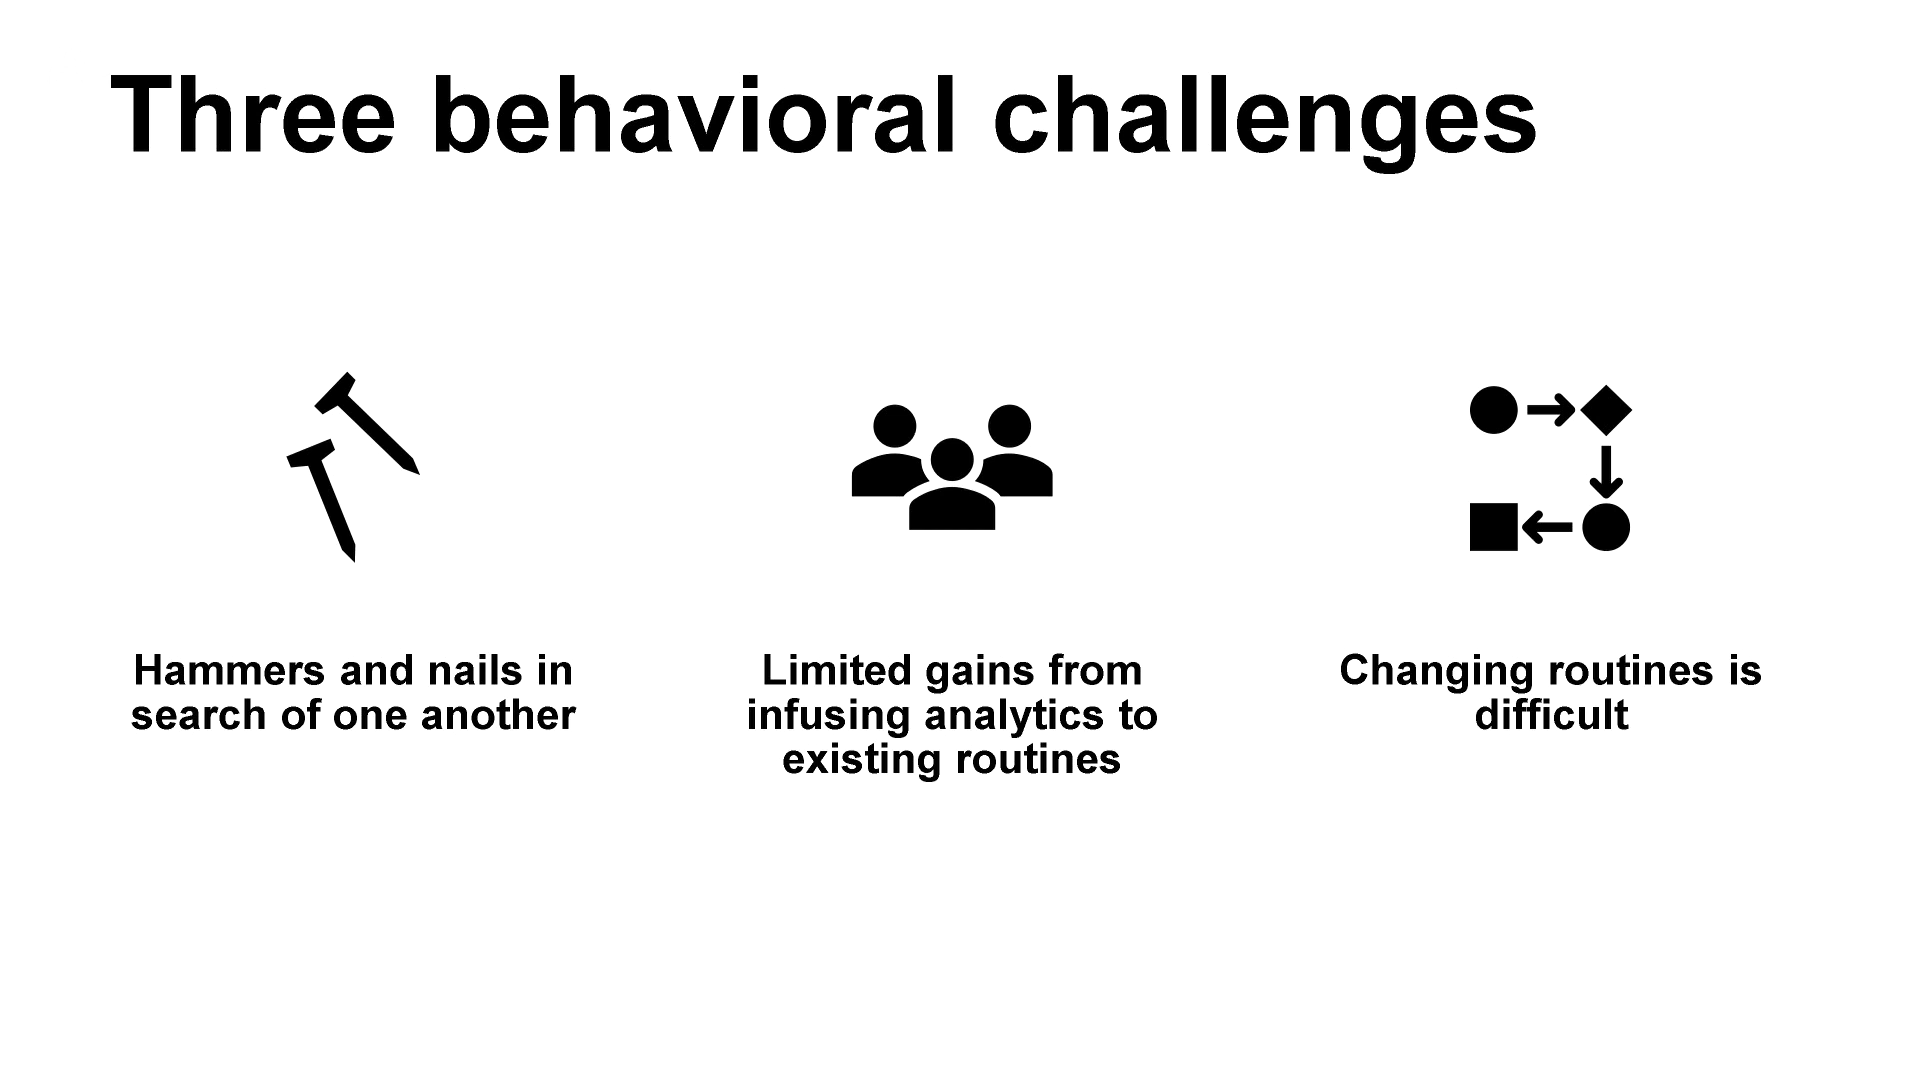 Three behavioral challenges
Hammers and nails in
search of one another
Limited gains from
infusing analytics to
existing routines
Changing routines is
difficult